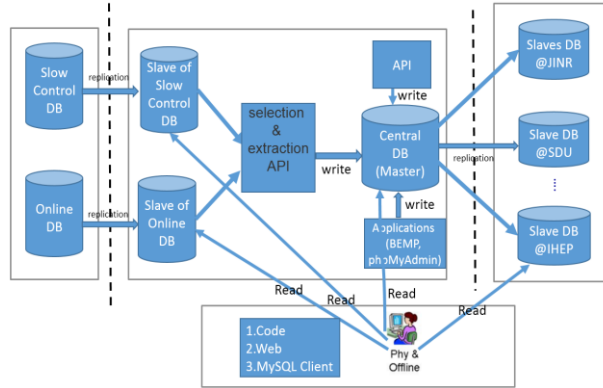 Slow
Control
DB
replication
Slave of
Slow
Control
DB
Online
DB
replication
Slave of
Online
DB
selection
&
extraction
API
write
API
write
Central
DB
(Master)
write
Applications
(BEMP,
phpMyAdmin)
replication
Slaves DB
@JINR
Slave DB
@SDU
...
Slave DB
@IHEP
Read
Read
Read
Read
1.Code
2.Web
3.MySQL Client
Phy &
Offline